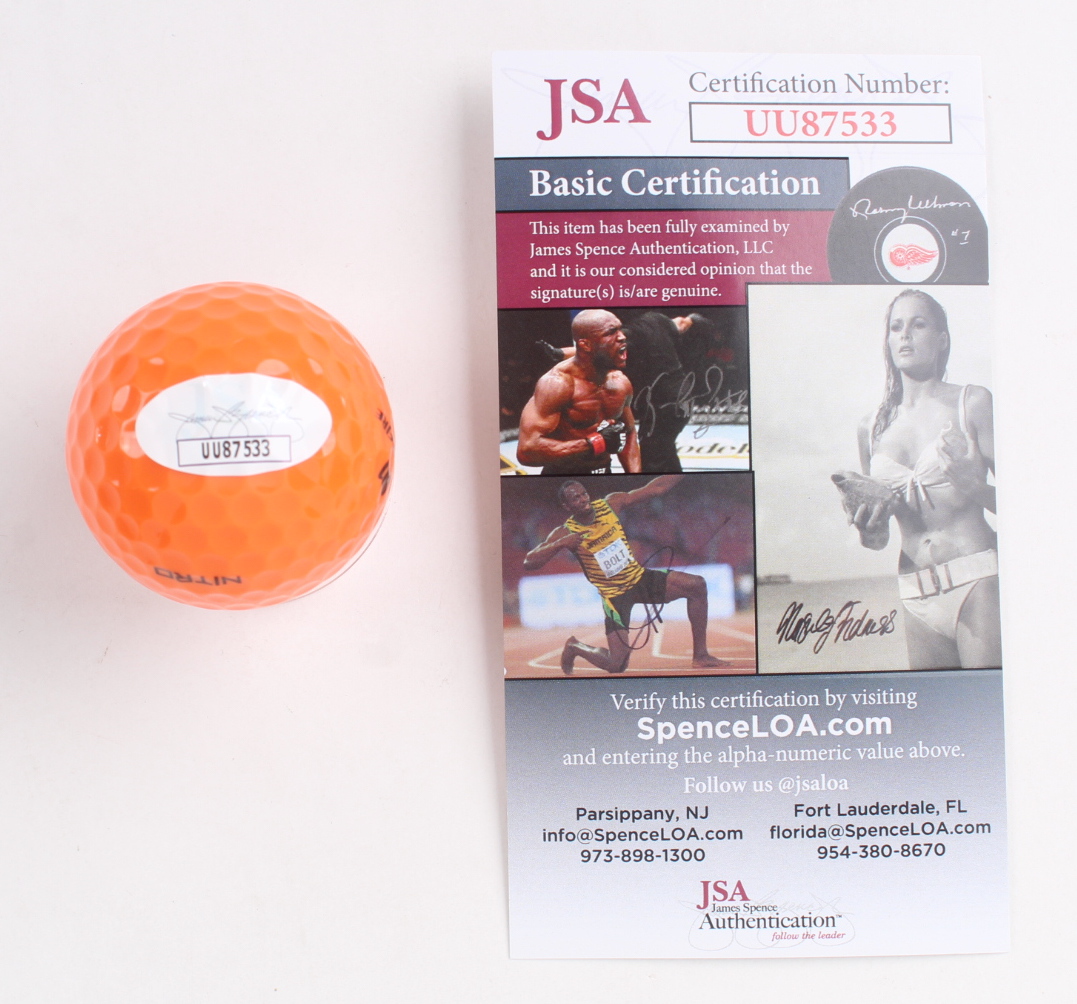 UU87533
NITRO
JSA
Certification Number:
UU87533
Basic Certification
This item has been fully examined by
James Spence Authentication, LLC
and it is our considered opinion that the
signature(s) is/are genuine.
#7
BOLT
Verify this certification by visiting
SpenceLOA.com
and entering the alpha-numeric value above.
Follow us @jsaloa
Parsippany, NJ
info@SpenceLOA.com
973-898-1300
Fort Lauderdale, FL
florida@SpenceLOA.com
954-380-8670
JSA
James Spence
Authentication™
follow the leader